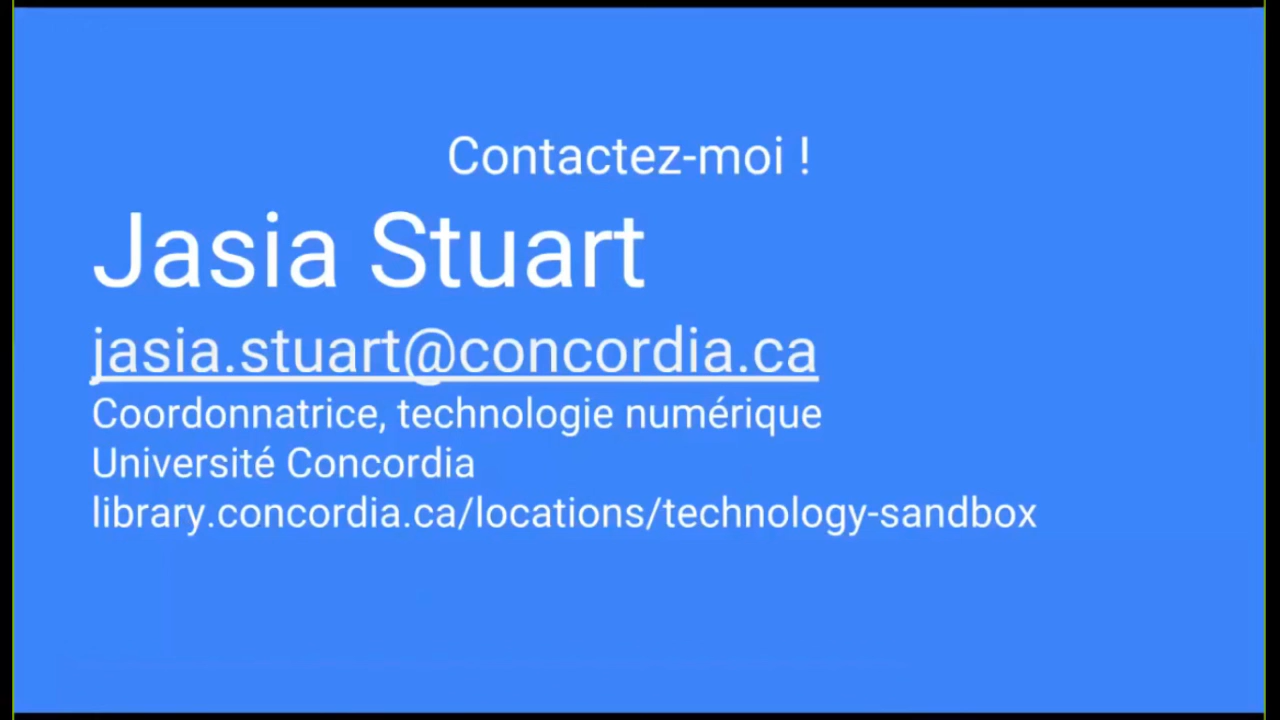 Contactez-moi !
Jasia Stuart
jasia.stuart@concordia.ca
Coordonnatrice, technologie numérique
Université Concordia
library.concordia.ca/locations/technology-sandbox